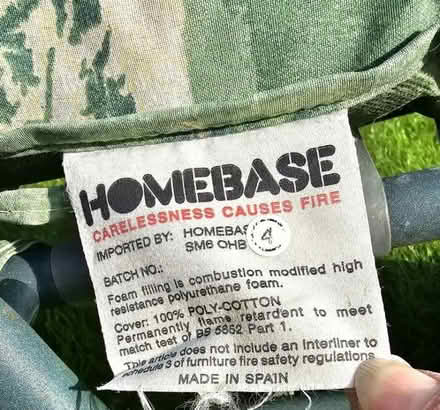 HOMEBASE
CARELESSNESS CAUSES FIRE
IMPORTED BY: HOMEBAS
SM6 OHB
4
BATCH NO.:
Foam filling is combustion modified high
resistance polyurethane foam.
Cover: 100% POLY-COTTON
Permanently flame retardent to meet
match test of BS 5852 Part 1.
This article does not include an interliner to
schedule 3 of furniture fire safety regulations
MADE IN SPAIN